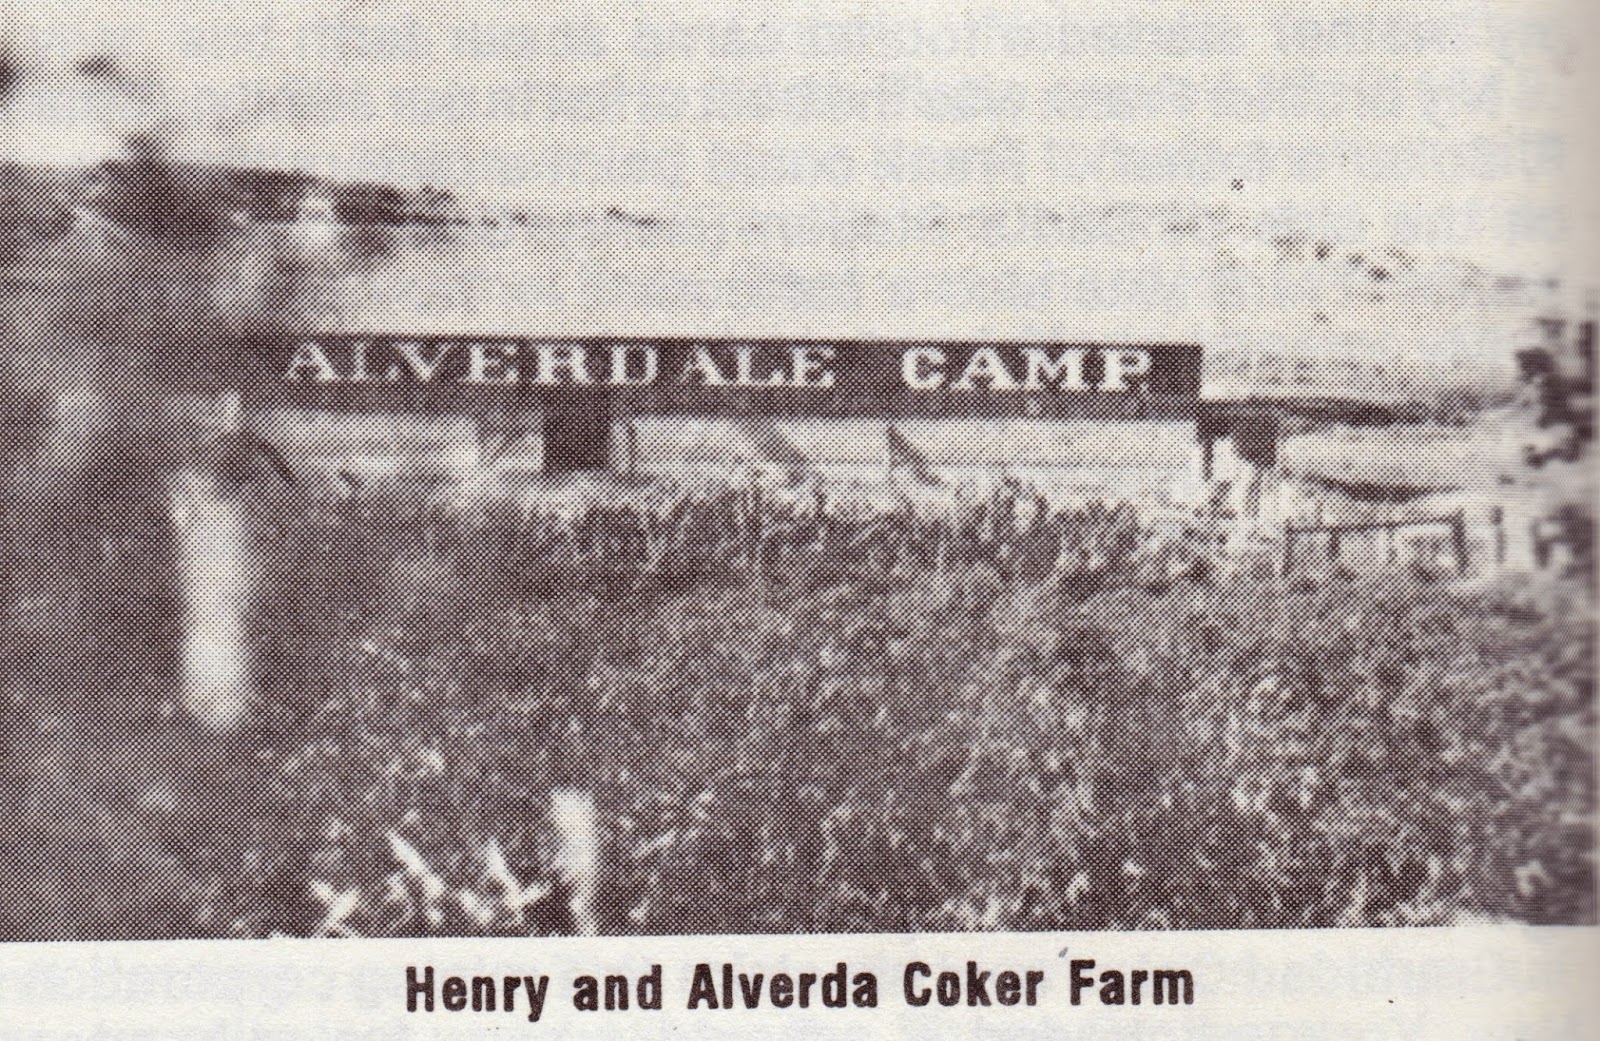 ALVERDALE CAMP.
Henry and Alverda Coker Farm